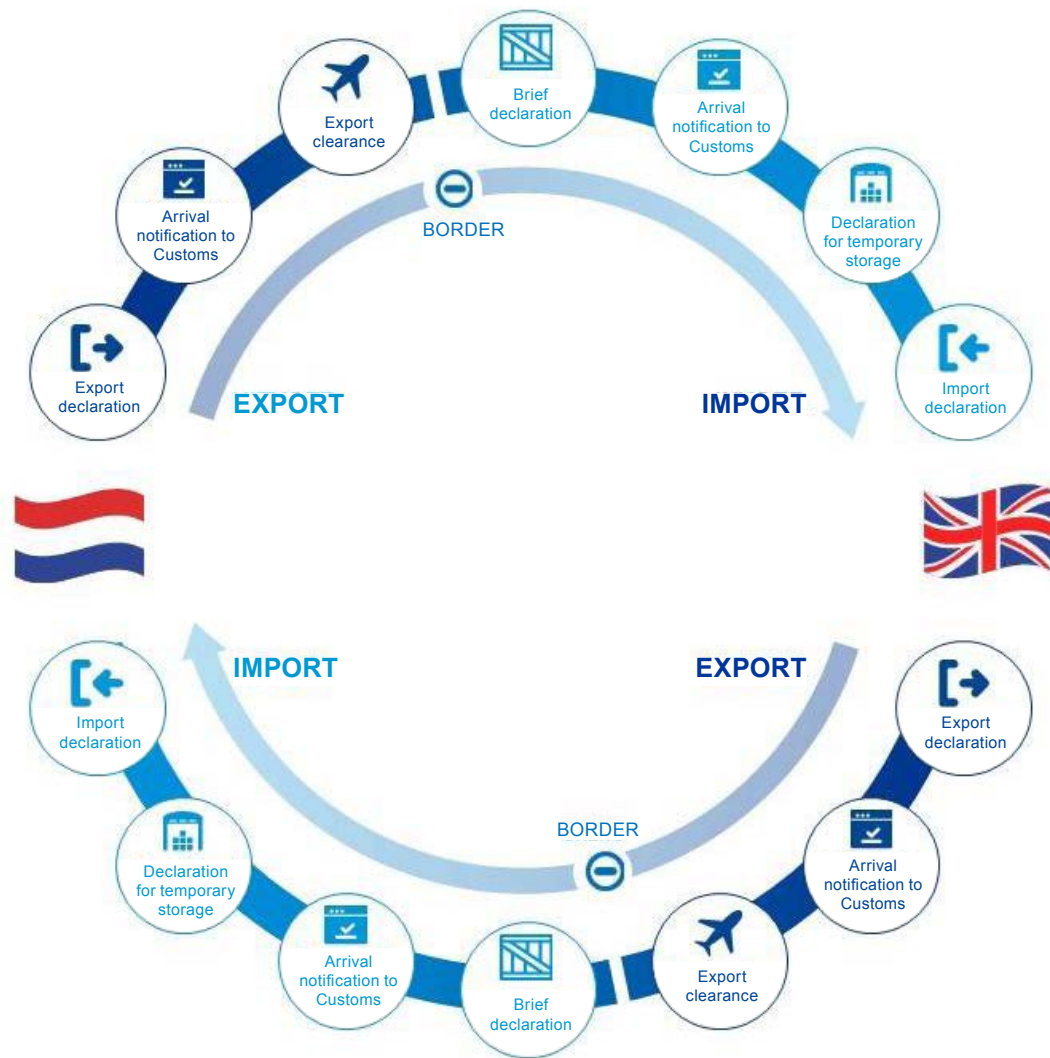 Brief
declaration
Arrival
notification to
Customs
Export
clearance
Arrival
notification to
Customs
Declaration
for temporary
storage
BORDER
Export
declaration
Import
declaration
EXPORT
IMPORT
IMPORT
EXPORT
Import
declaration
Export
declaration
BORDER
Declaration
for temporary
storage
Arrival
notification to
Customs
Arrival
notification to
Customs
Export
clearance
Brief
declaration